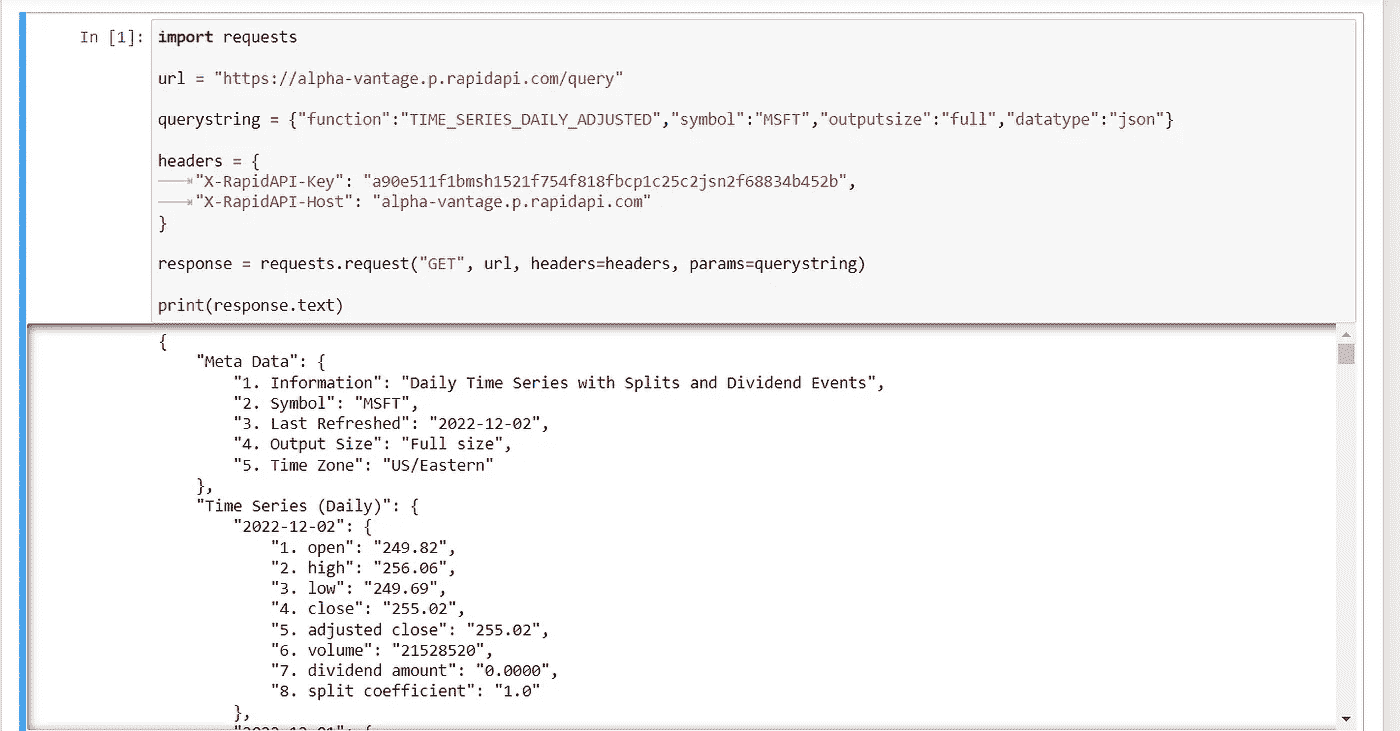 In [1]: import requests
url = "https://alpha-vantage.p.rapidapi.com/query"
querystring = {"function":"TIME_SERIES_DAILY_ADJUSTED","symbol":"MSFT","outputsize":"full","datatype":"json"}
headers = {
"X-RapidAPI-Key": "a90e511f1bmsh1521f754f818fbcp1c25c2jsn2f68834b452b",
"X-RapidAPI-Host": "alpha-vantage.p.rapidapi.com"
}
response = requests.request("GET", url, headers=headers, params=querystring)
print(response.text)
{
"Meta Data": {
"1. Information": "Daily Time Series with Splits and Dividend Events",
"2. Symbol": "MSFT",
"3. Last Refreshed": "2022-12-02",
"4. Output Size": "Full size",
"5. Time Zone": "US/Eastern"
},
"Time Series (Daily)": {
"2022-12-02": {
"1. open": "249.82",
"2. high": "256.06",
"3. low": "249.69",
"4. close": "255.02",
"5. adjusted close": "255.02",
"6. volume": "21528520",
"7. dividend amount": "0.0000",
"8. split coefficient": "1.0"
},
"2022-12-01": {